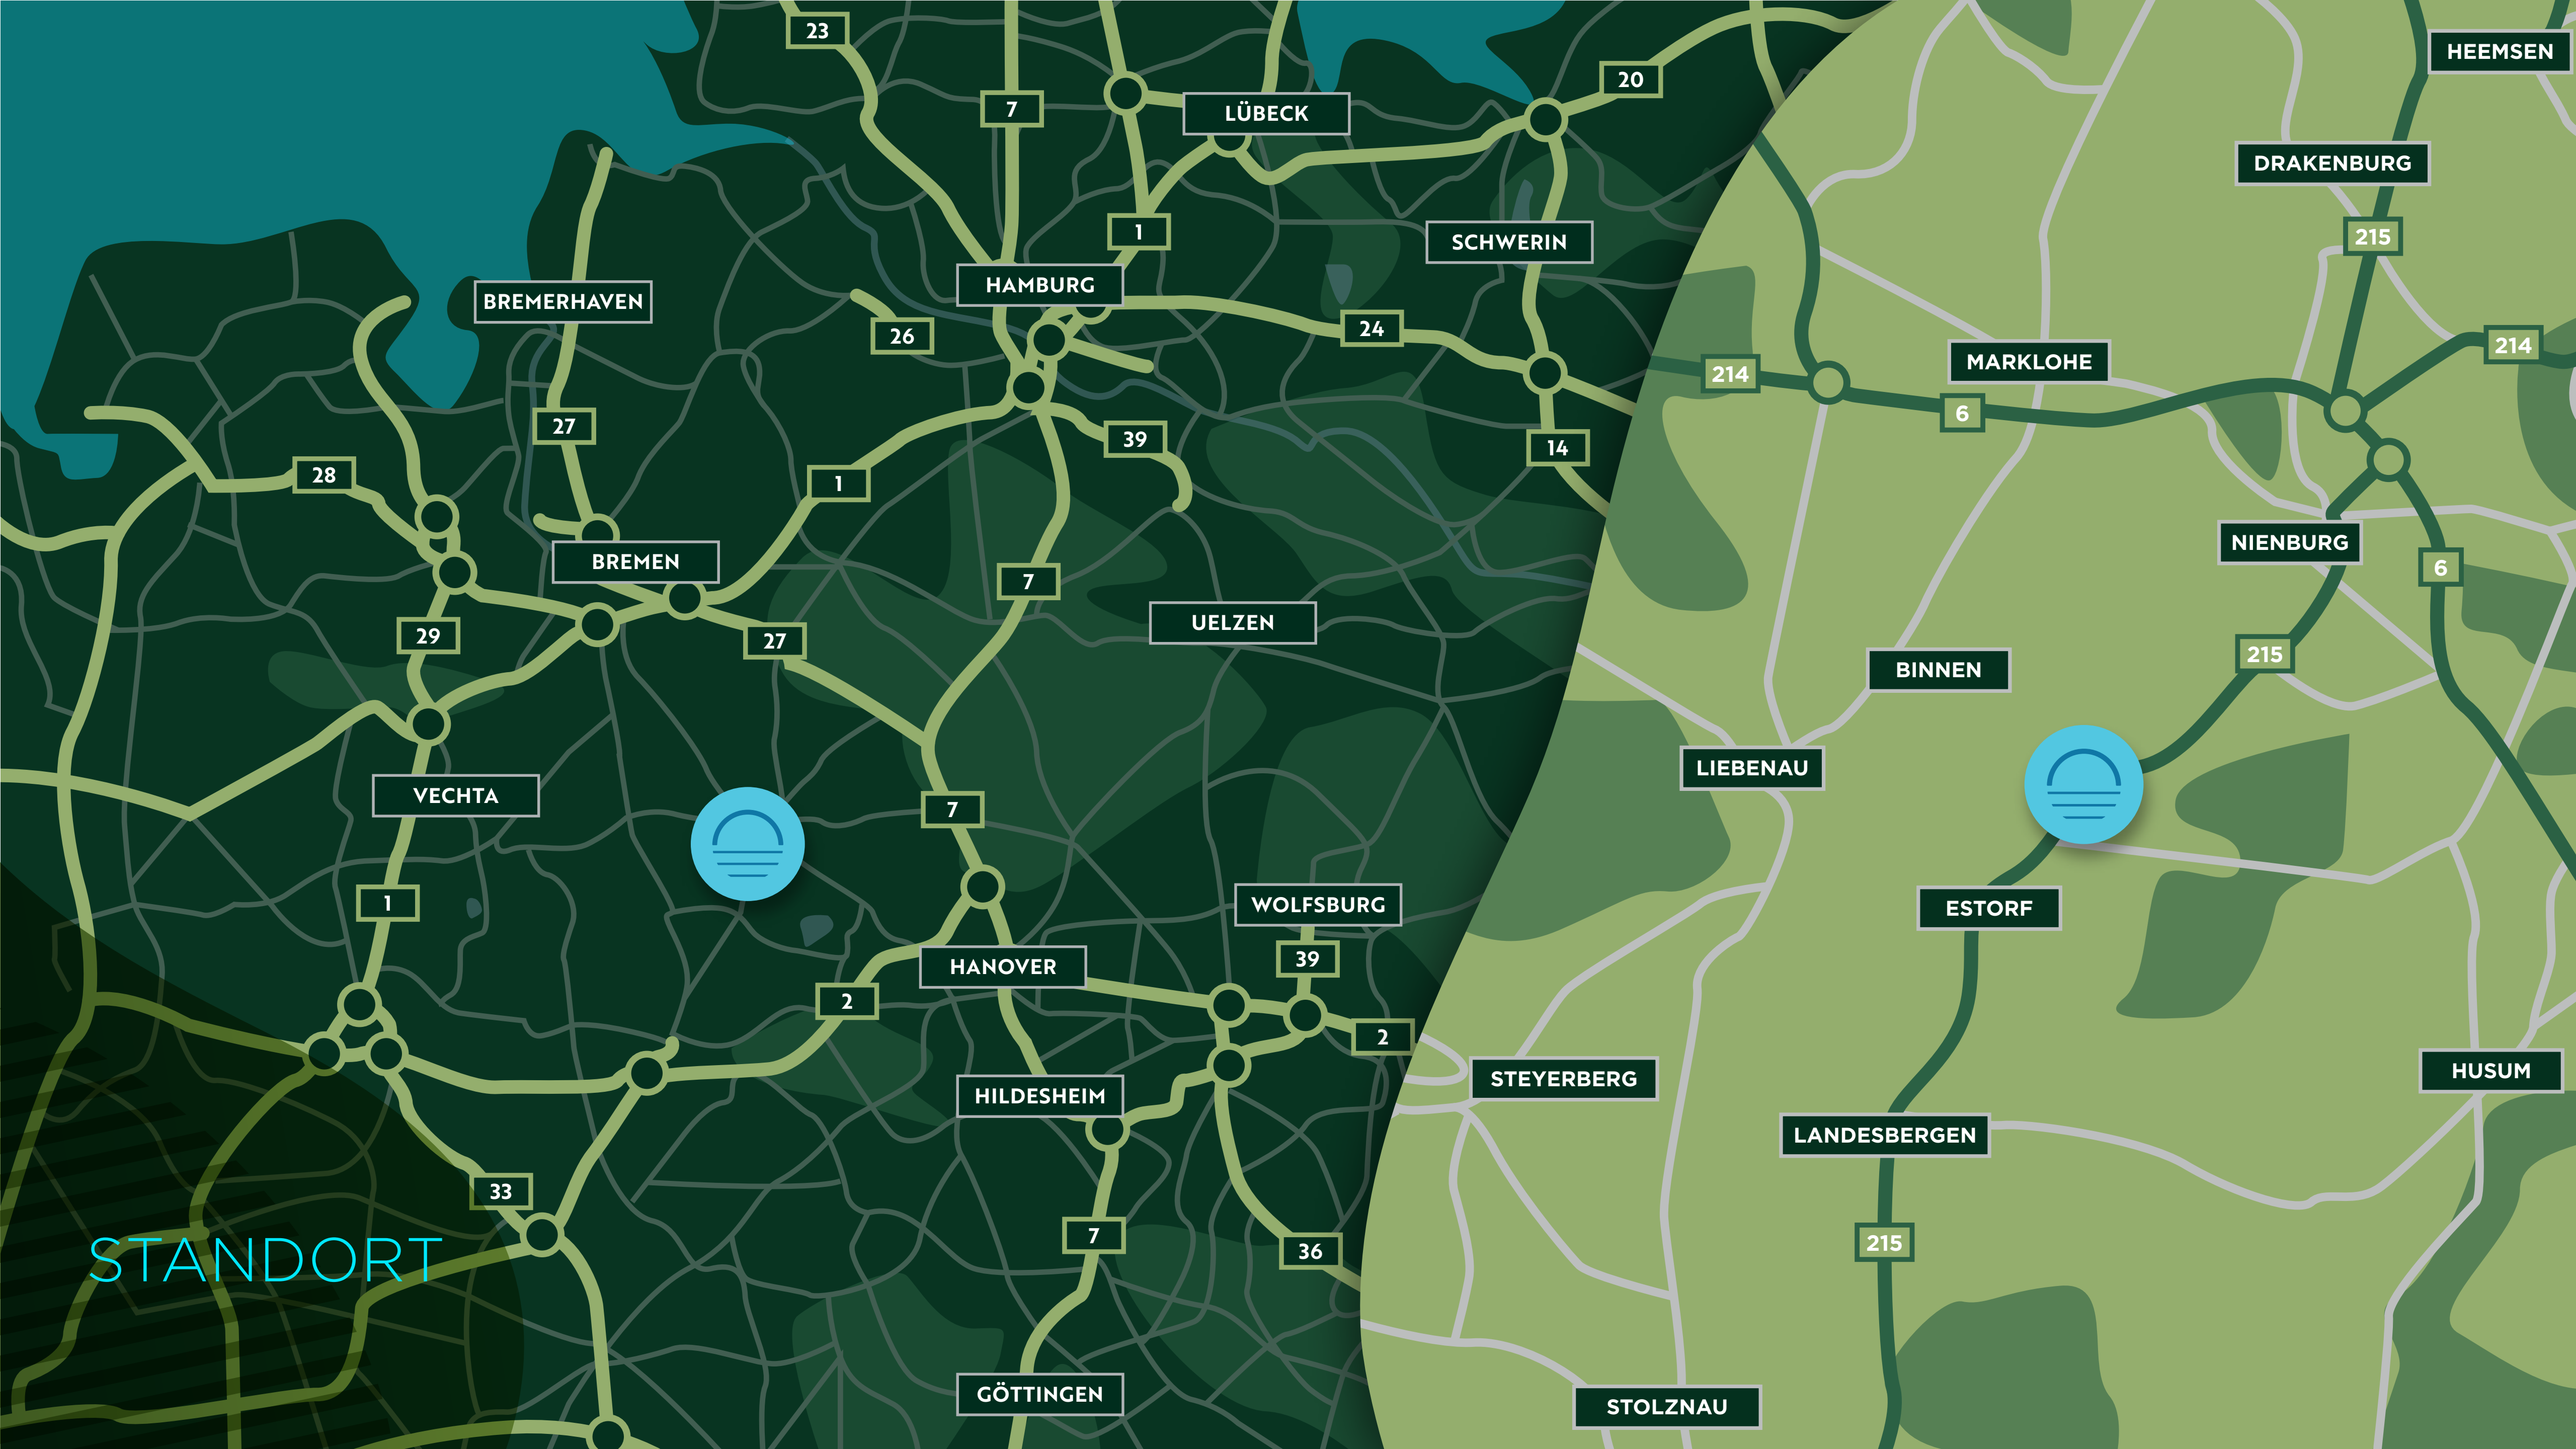 23
7
LÜBECK
20
1
SCHWERIN
HAMBURG
BREMERHAVEN
26
24
27
39
14
28
1
BREMEN
7
UELZEN
29
27
VECHTA
7
1
WOLFSBURG
39
HANOVER
2
2
HILDESHEIM
33
7
36
STANDORT
GÖTTINGEN
HEEMSEN
DRAKENBURG
215
214
MARKLOHE
214
6
NIENBURG
6
215
BINNEN
LIEBENAU
ESTORF
STEYERBERG
HUSUM
LANDESBERGEN
215
STOLZNAU